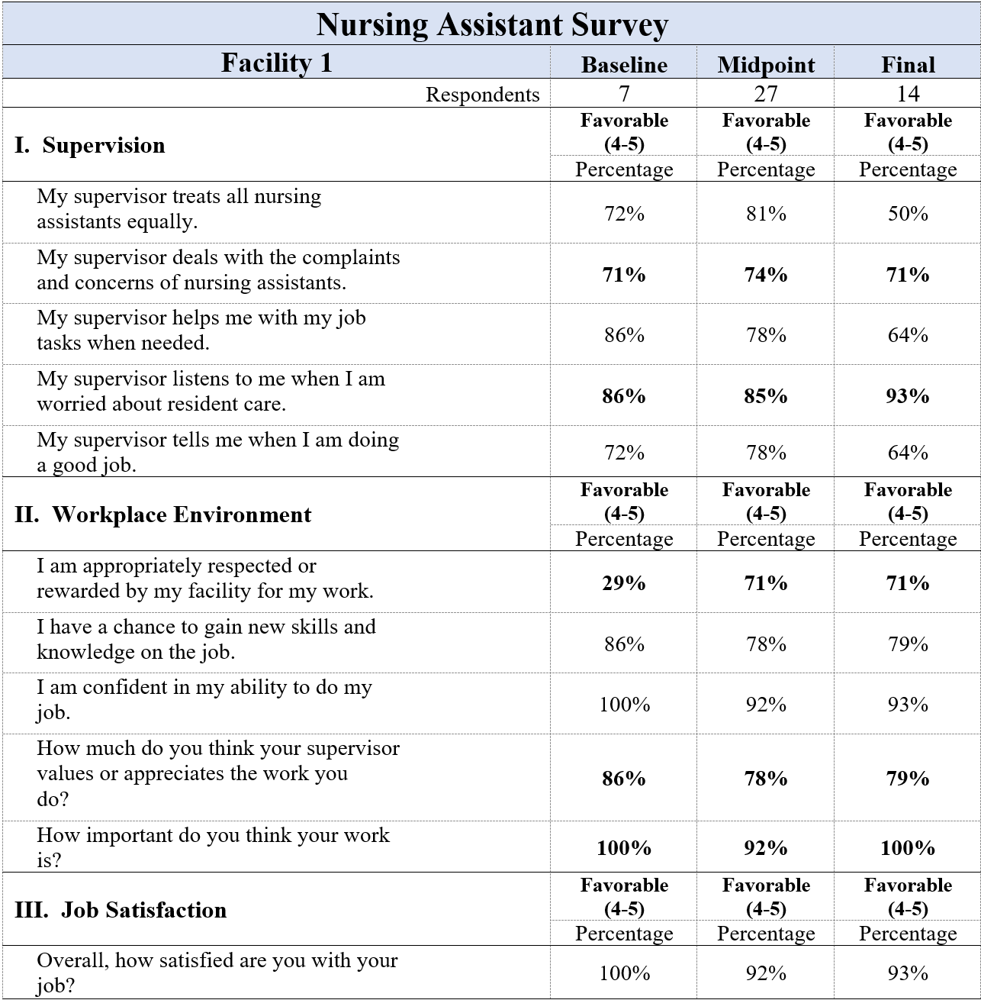 Nursing Assistant Survey
Facility 1 Baseline Midpoint Final
Respondents 7 27 14
I. Supervision
Favorable (4-5) Favorable (4-5) Favorable (4-5)
Percentage Percentage Percentage
My supervisor treats all nursing
assistants equally.
72% 81% 50%
My supervisor deals with the complaints
and concerns of nursing assistants.
71% 74% 71%
My supervisor helps me with my job
tasks when needed.
86% 78% 64%
My supervisor listens to me when I am
worried about resident care.
86% 85% 93%
My supervisor tells me when I am doing
a good job.
72% 78% 64%
II. Workplace Environment
Favorable (4-5) Favorable (4-5) Favorable (4-5)
Percentage Percentage Percentage
I am appropriately respected or
rewarded by my facility for my work.
29% 71% 71%
I have a chance to gain new skills and
knowledge on the job.
86% 78% 79%
I am confident in my ability to do my
job.
100% 92% 93%
How much do you think your supervisor
values or appreciates the work you
do?
86% 78% 79%
How important do you think your work
is?
100% 92% 100%
III. Job Satisfaction
Favorable (4-5) Favorable (4-5) Favorable (4-5)
Percentage Percentage Percentage
Overall, how satisfied are you with your
job?
100% 92% 93%